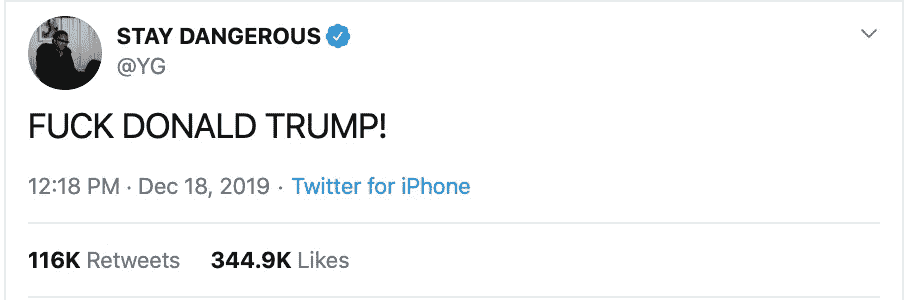 STAY DANGEROUS
@YG
FUCK DONALD TRUMP!
12:18 PM · Dec 18, 2019 · Twitter for iPhone
116K Retweets 344.9K Likes